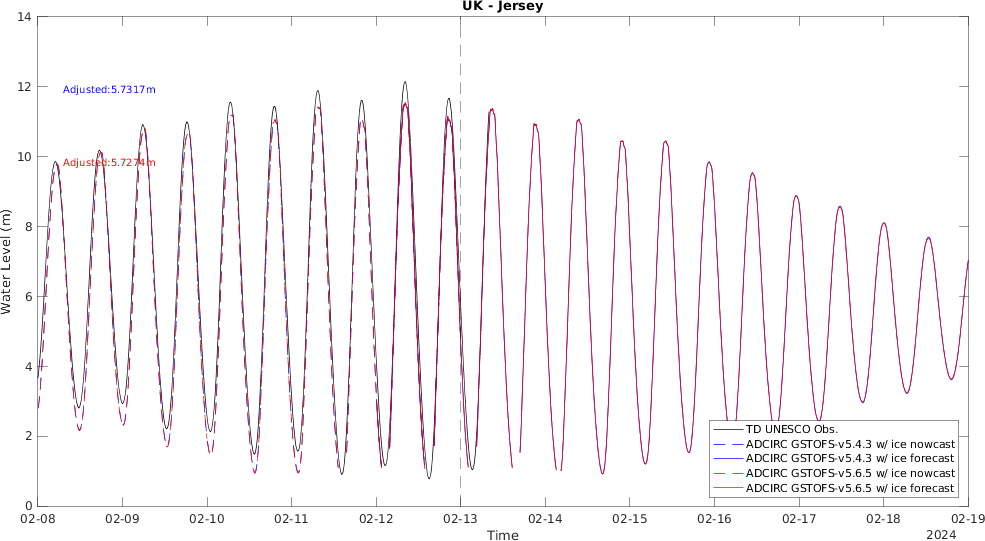 UK - Jersey
14
12
10
8
6
4
2
0
Water Level (m)
Adjusted:5.7317m
Adjusted:5.7274m
TD UNESCO Obs.
ADCIRC GSTOFS-v5.4.3 w/ ice nowcast
ADCIRC GSTOFS-v5.4.3 w/ ice forecast
ADCIRC GSTOFS-v5.6.5 w/ ice nowcast
ADCIRC GSTOFS-v5.6.5 w/ ice forecast
02-08 02-09 02-10 02-11 02-12 02-13 02-14 02-15 02-16 02-17 02-18 02-19
Time
2024